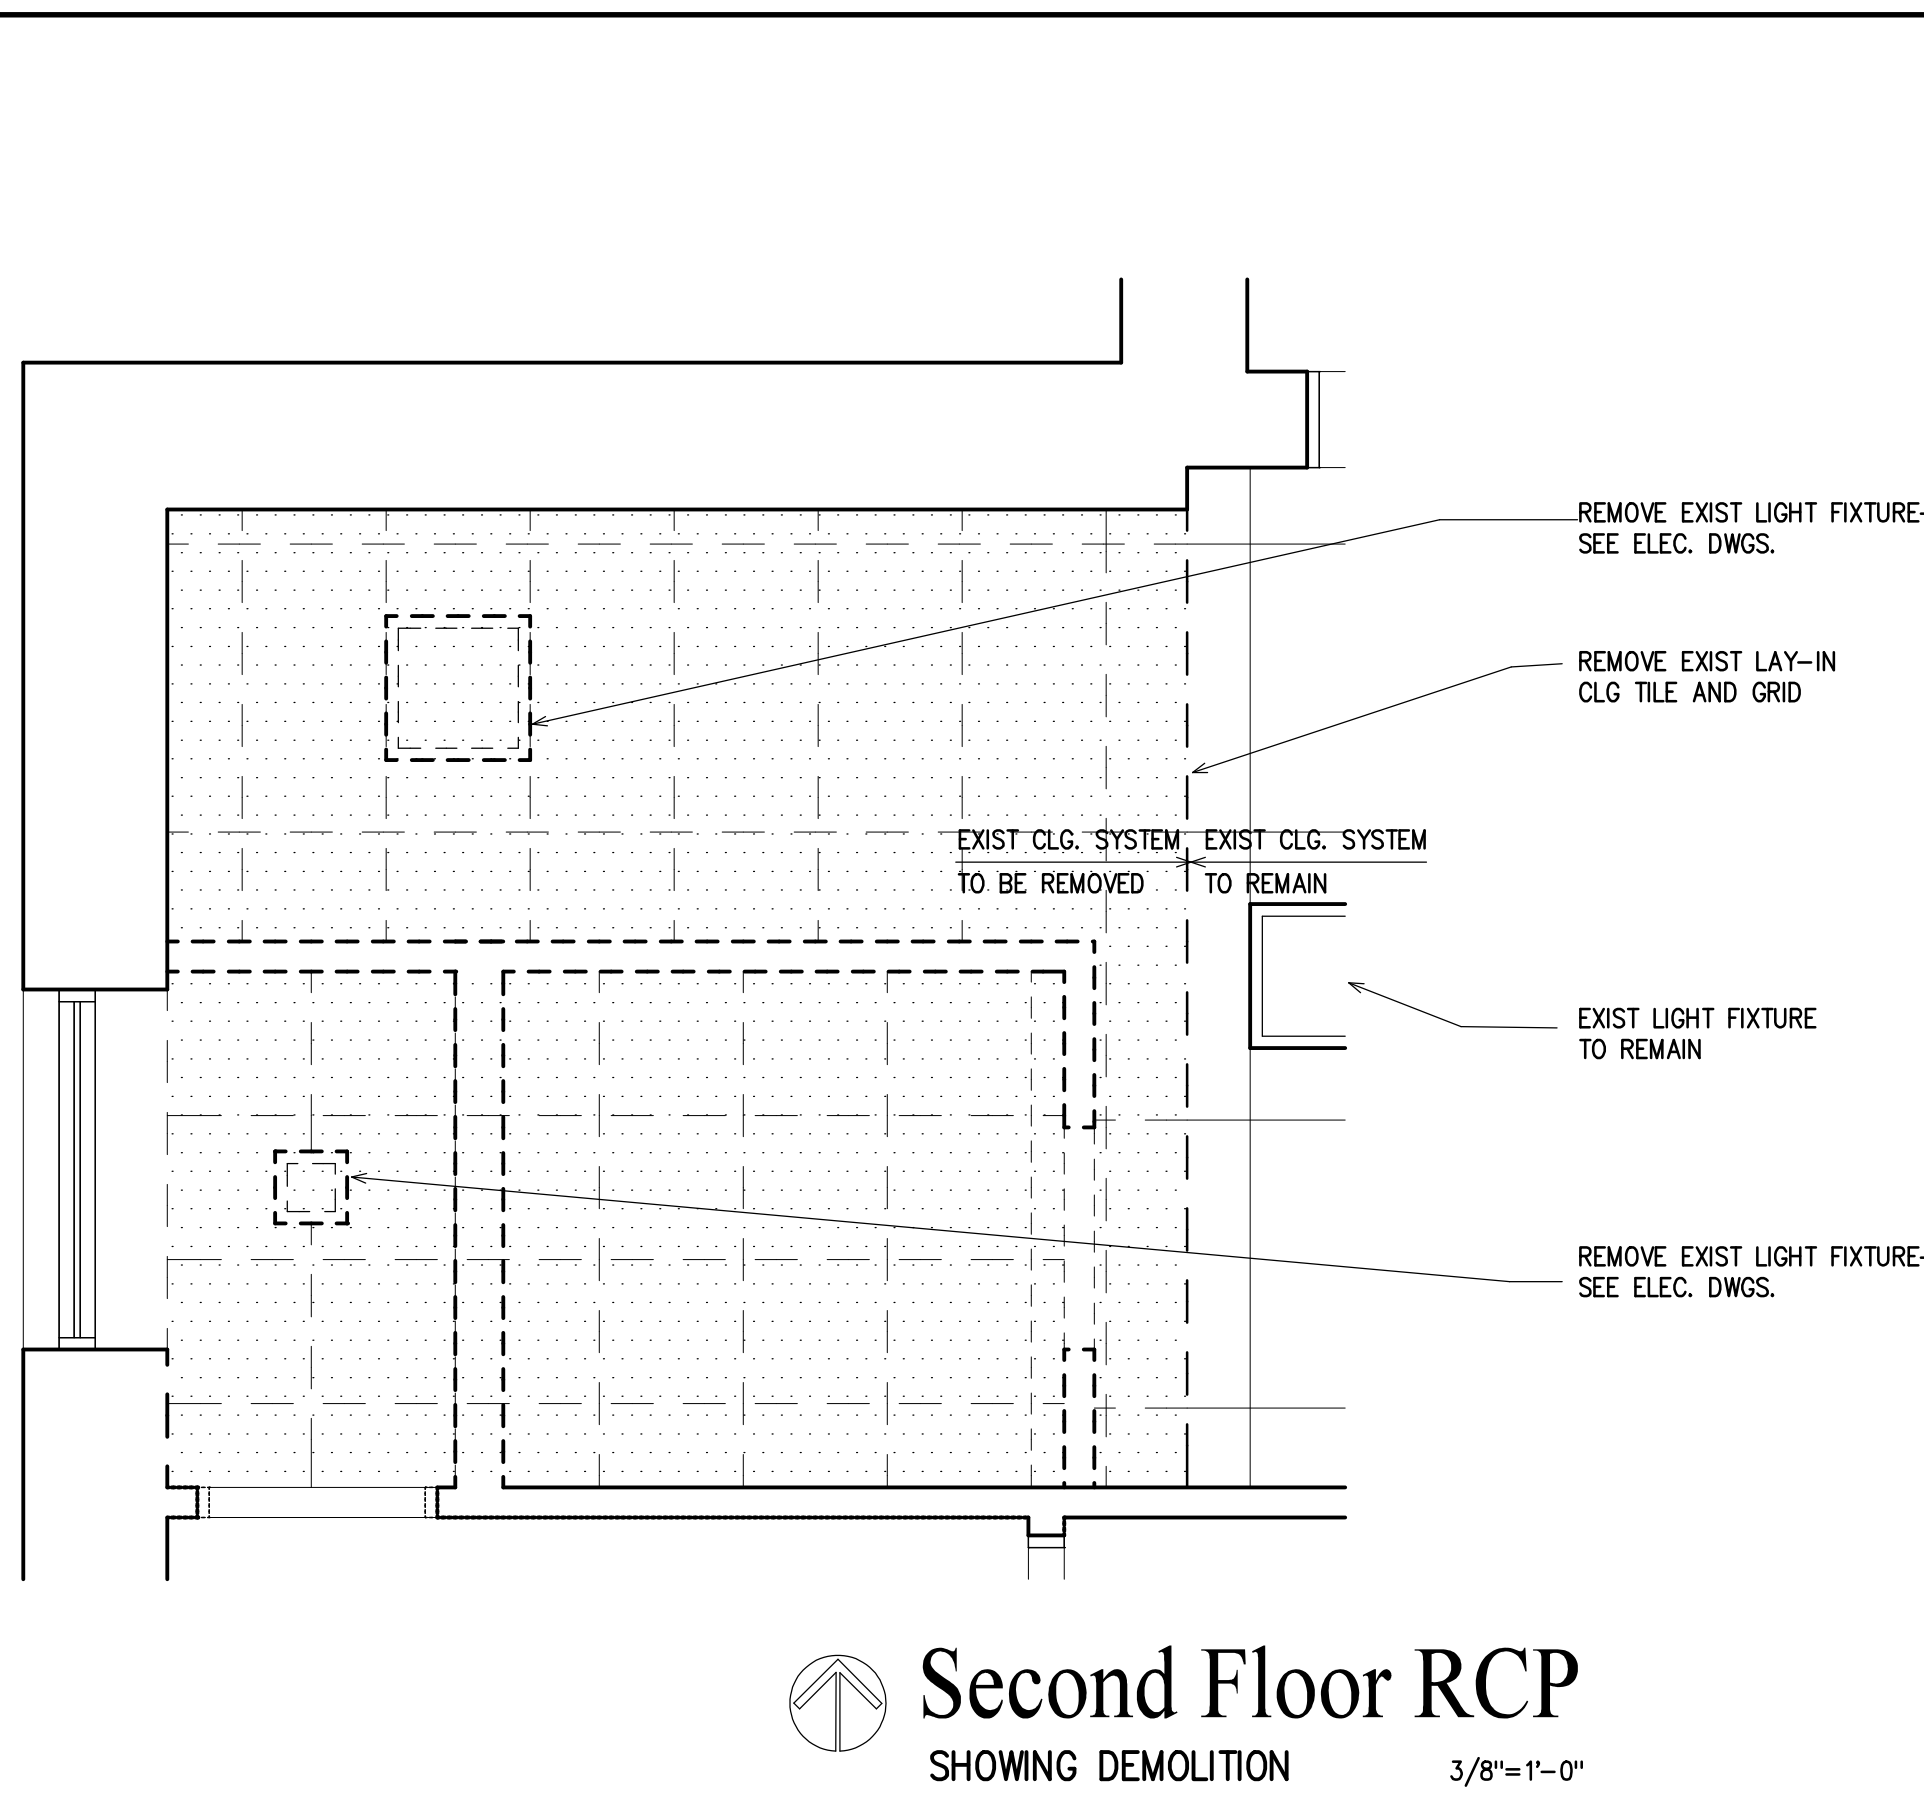 REMOVE EXIST LIGHT FIXTURE-
SEE ELEC. DWGS.
REMOVE EXIST LAY-IN
CLG TILE AND GRID
EXIST CLG. SYSTEM
TO BE REMOVED
EXIST CLG. SYSTEM
TO REMAIN
EXIST LIGHT FIXTURE
TO REMAIN
REMOVE EXIST LIGHT FIXTURE-
SEE ELEC. DWGS.
Second Floor RCP
SHOWING DEMOLITION
3/8"=1'-0"